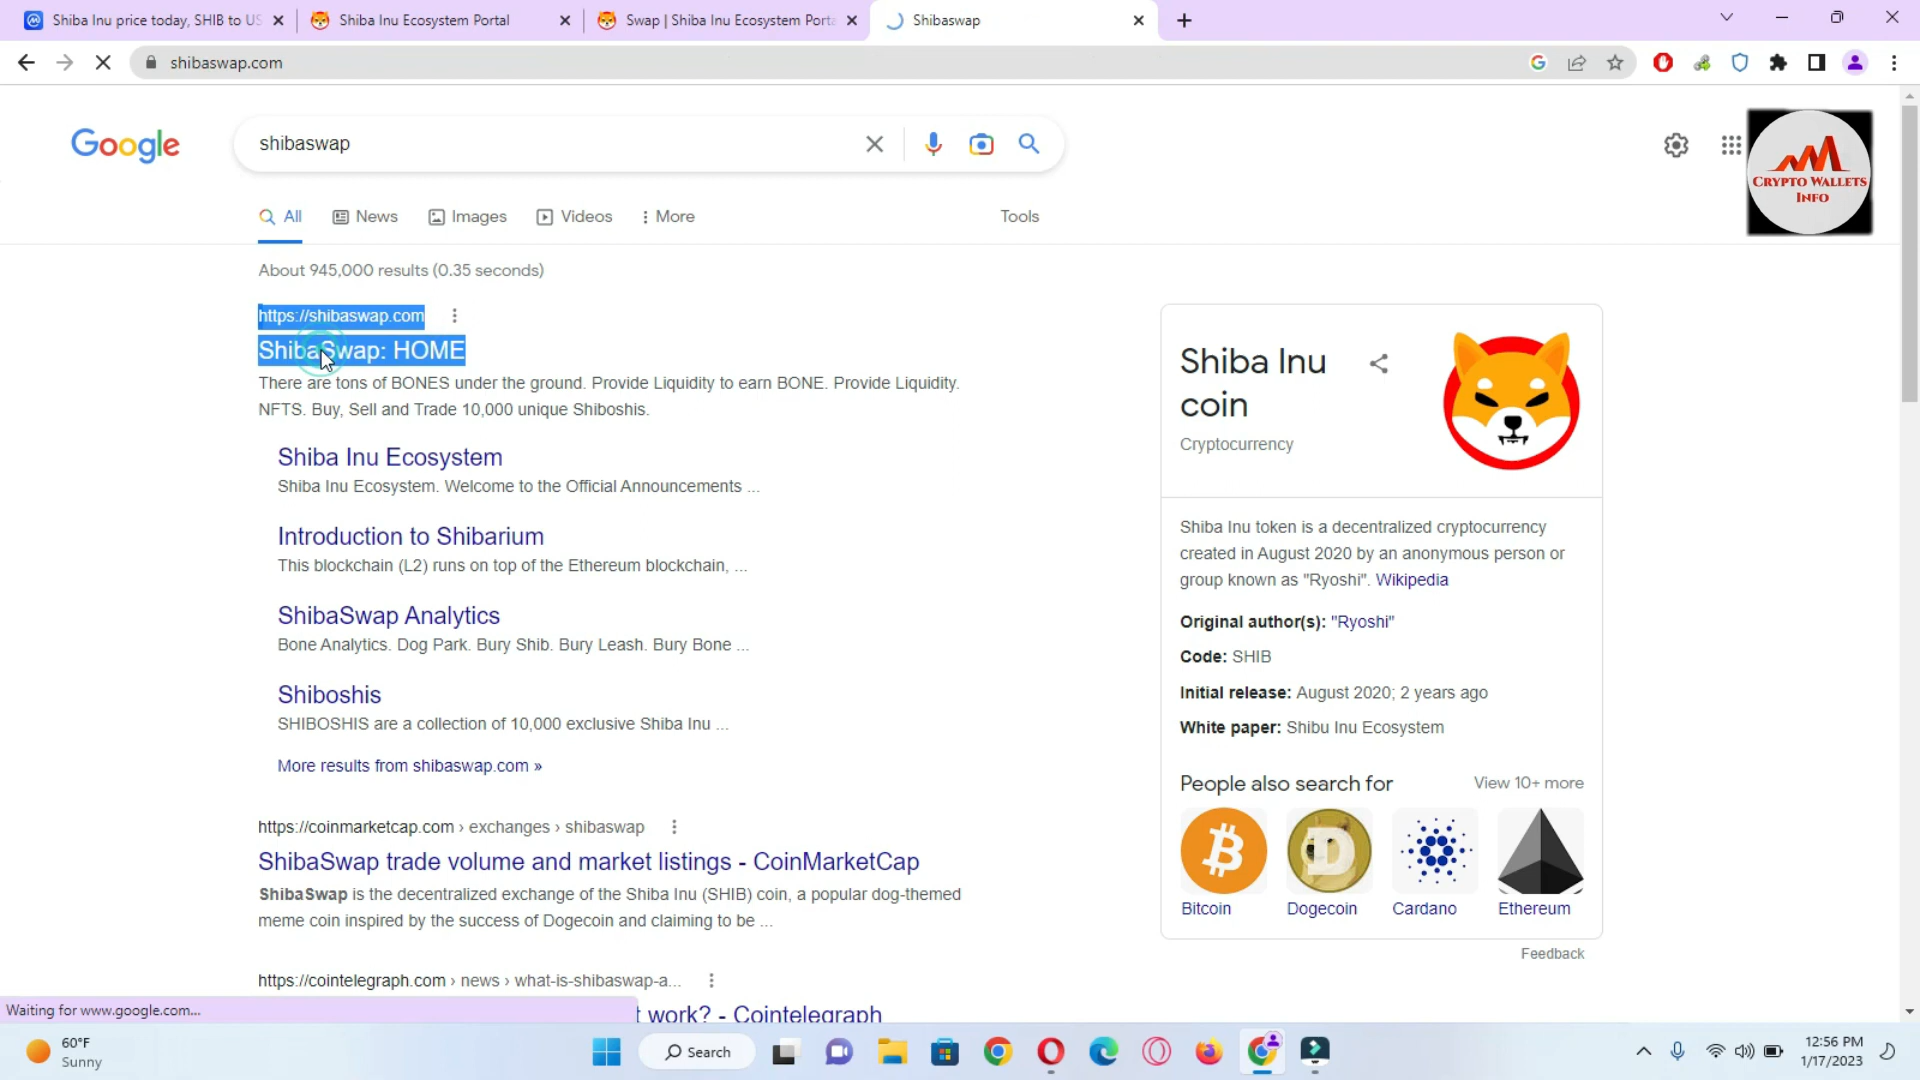 Shiba Inu price today, SHIB to US
Shiba Inu Ecosystem Portal
Swap | Shiba Inu Ecosystem Porta
Shibaswap
shibaswap.com
Google
shibaswap
CRYPTO WALLETS
INFO
All
News
Images
Videos
More
Tools
About 945,000 results (0.35 seconds)
https://shibaswap.com
ShibaSwap: HOME
There are tons of BONES under the ground. Provide Liquidity to earn BONE. Provide Liquidity.
NFTS. Buy, Sell and Trade 10,000 unique Shiboshis.
Shiba Inu Ecosystem
Shiba Inu Ecosystem. Welcome to the Official Announcements ...
Introduction to Shibarium
This blockchain (L2) runs on top of the Ethereum blockchain, ...
ShibaSwap Analytics
Bone Analytics. Dog Park. Bury Shib. Bury Leash. Bury Bone ...
Shiboshis
SHIBOSHIS are a collection of 10,000 exclusive Shiba Inu ...
More results from shibaswap.com »
https://coinmarketcap.com › exchanges › shibaswap
ShibaSwap trade volume and market listings - CoinMarketCap
ShibaSwap is the decentralized exchange of the Shiba Inu (SHIB) coin, a popular dog-themed
meme coin inspired by the success of Dogecoin and claiming to be ...
https://cointelegraph.com › news › what-is-shibaswap-a...
t work? - Cointelegraph
Shiba Inu
coin
Cryptocurrency
Shiba Inu token is a decentralized cryptocurrency
created in August 2020 by an anonymous person or
group known as "Ryoshi". Wikipedia
Original author(s): "Ryoshi"
Code: SHIB
Initial release: August 2020; 2 years ago
White paper: Shibu Inu Ecosystem
People also search for
View 10+ more
Bitcoin
Dogecoin
Cardano
Ethereum
Feedback
Waiting for www.google.com...
60°F
Sunny
Search
12:56 PM
1/17/2023